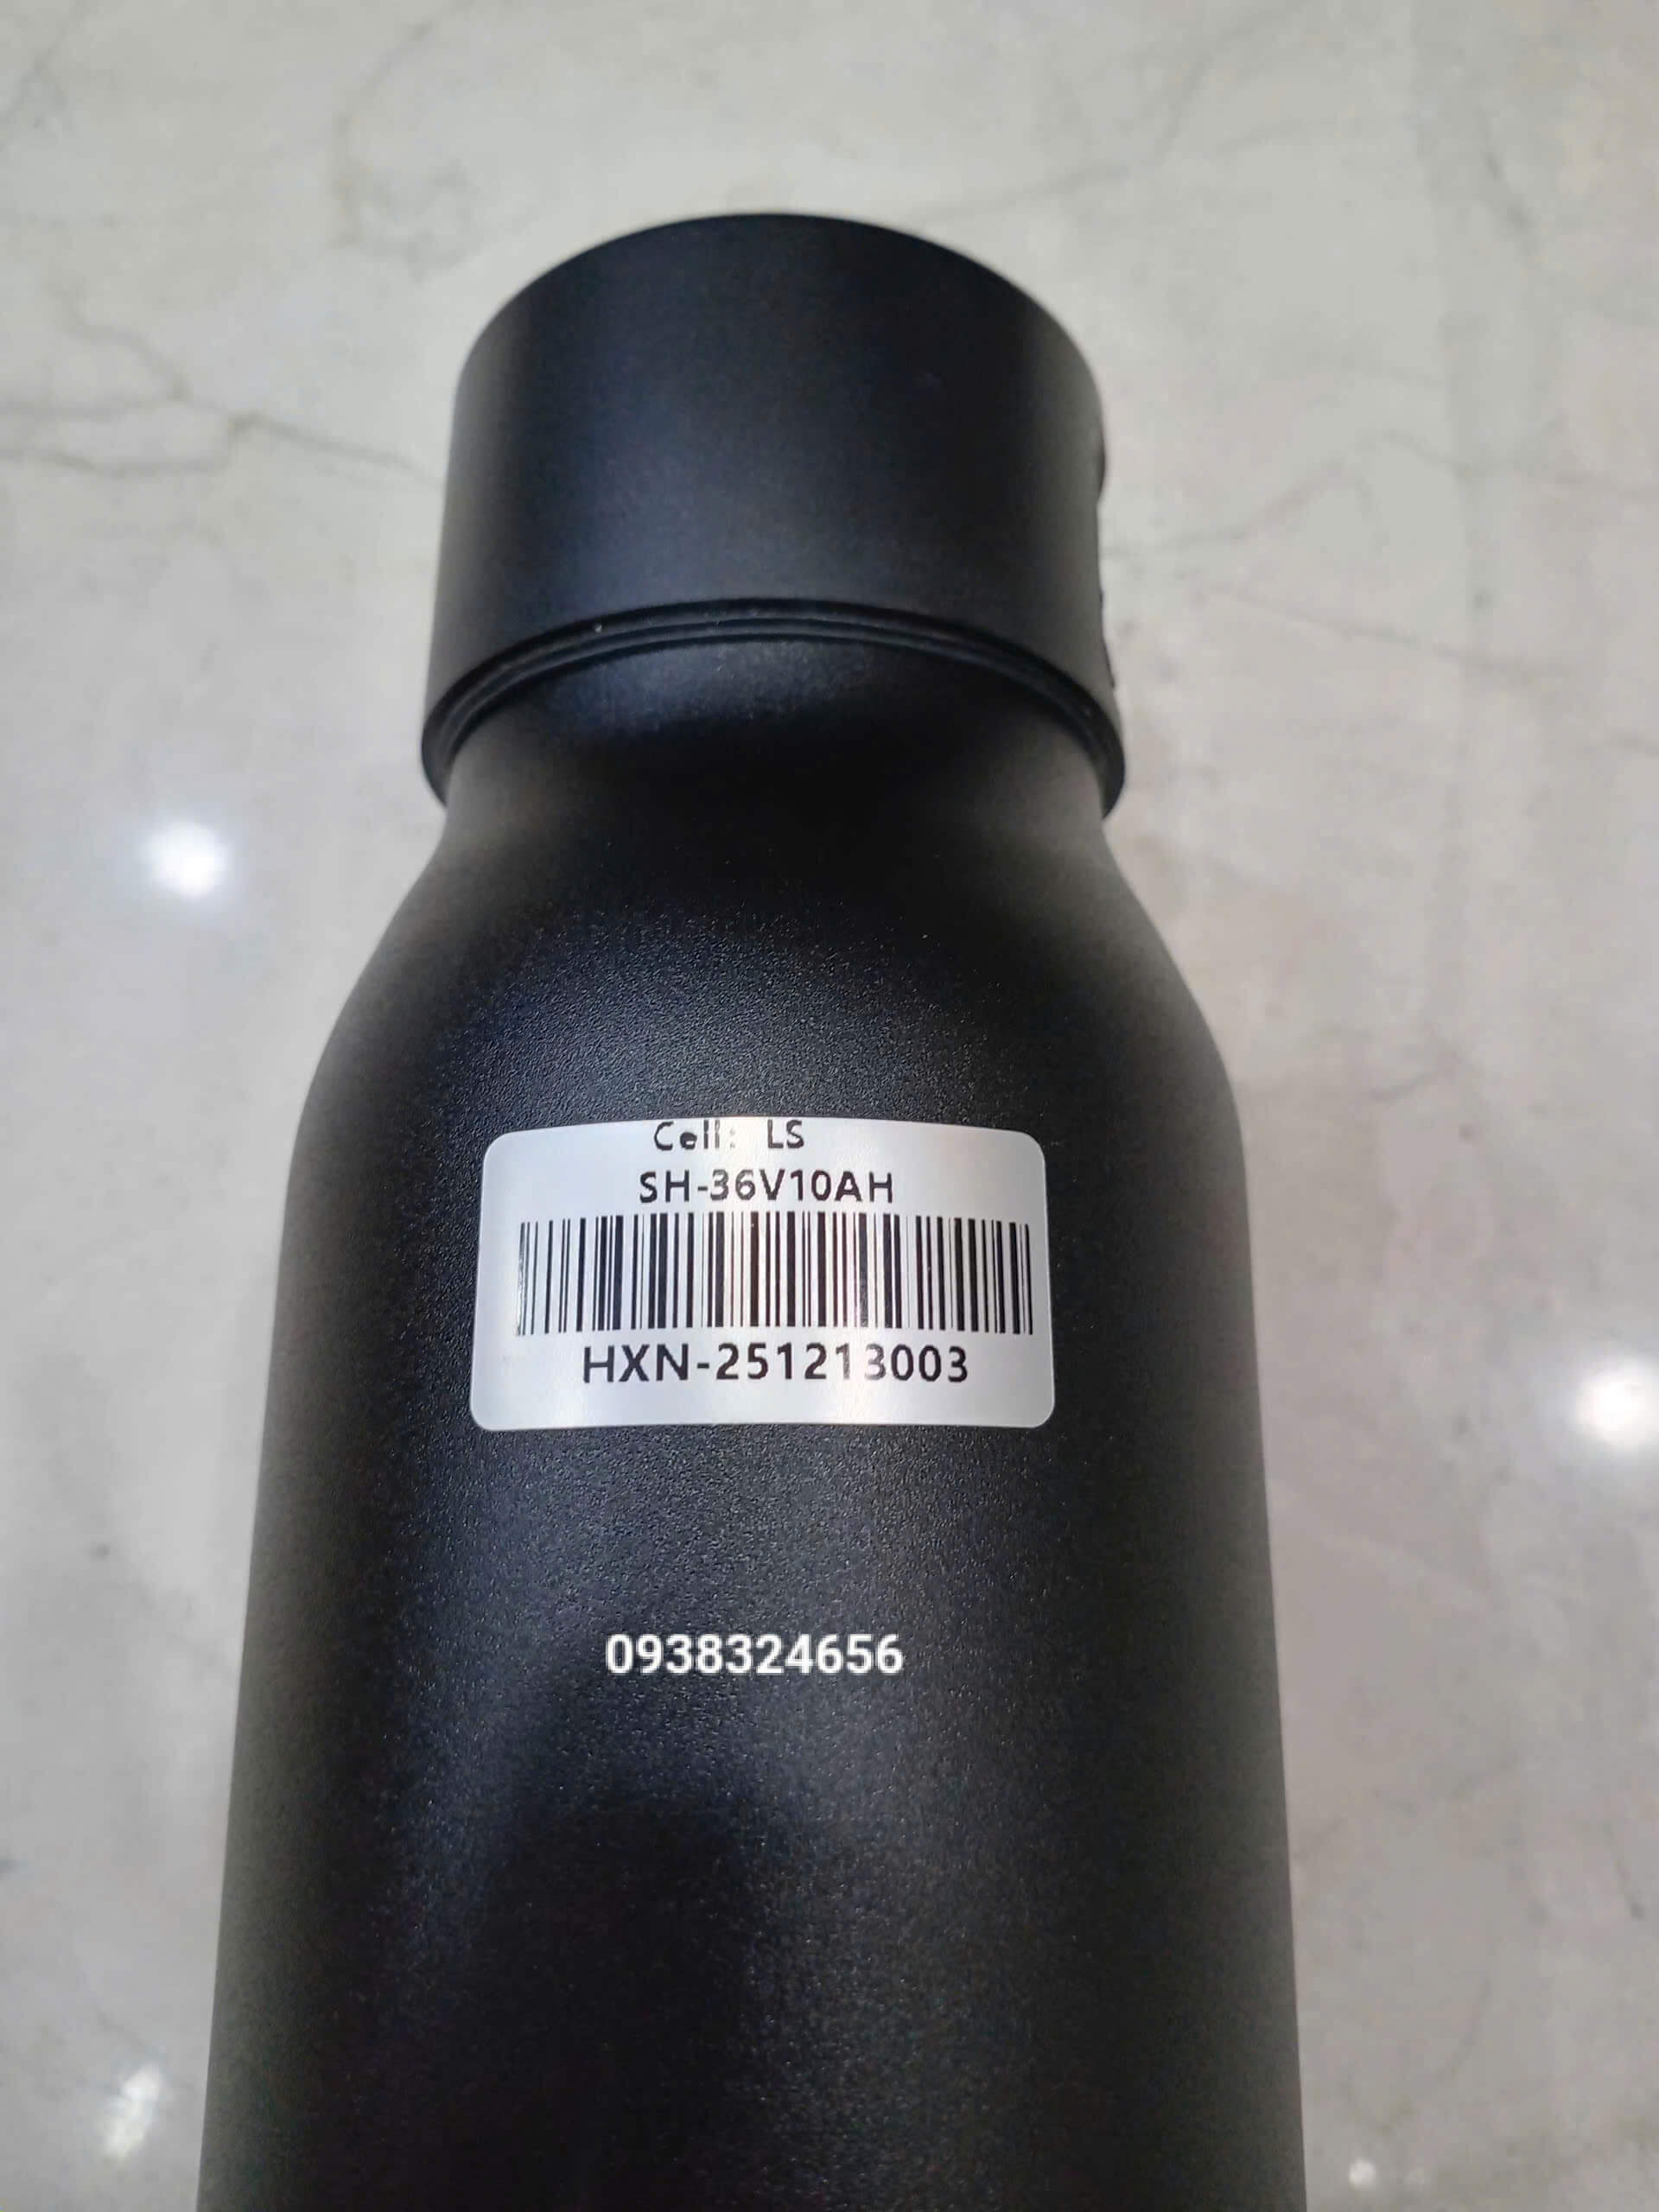 Cell: LS
SH-36V10AH
HXN-251213003
0938324656